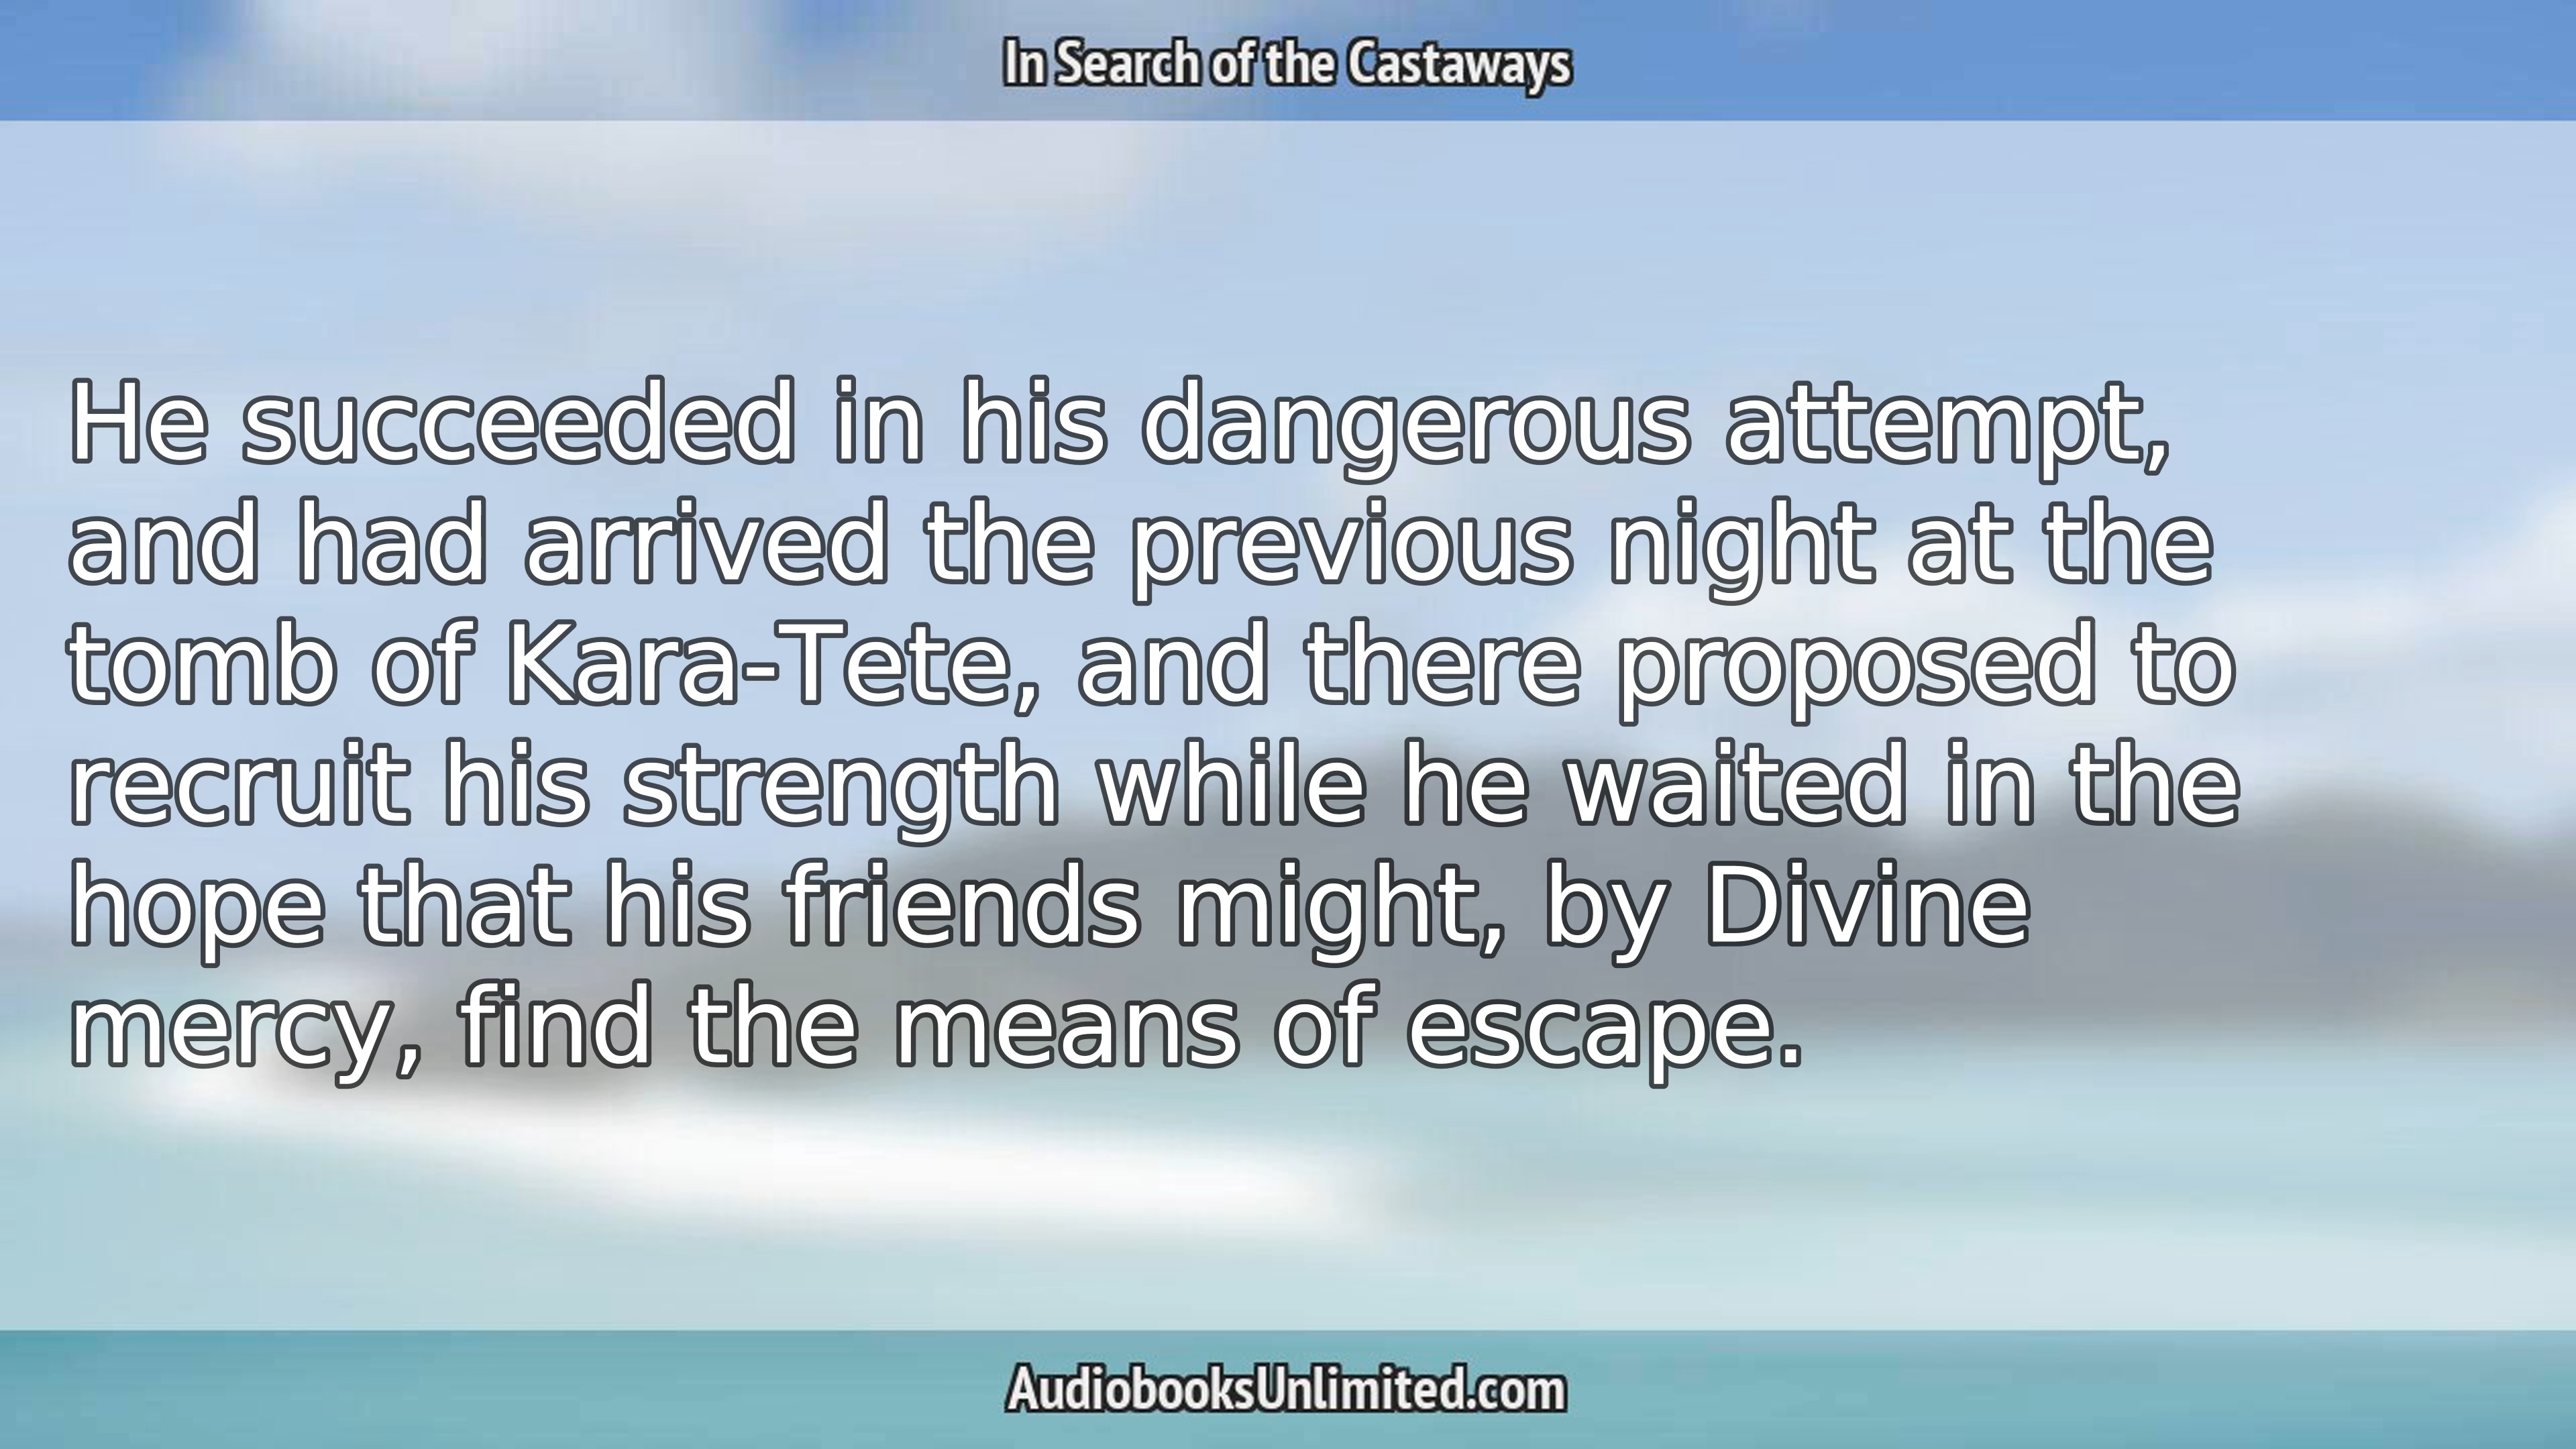 In Search of the Castaways
He succeeded in his dangerous attempt,
and had arrived the previous night at the
tomb of Kara-Tete, and there proposed to
recruit his strength while he waited in the
hope that his friends might, by Divine
mercy, find the means of escape.
AudiobooksUnlimited.com